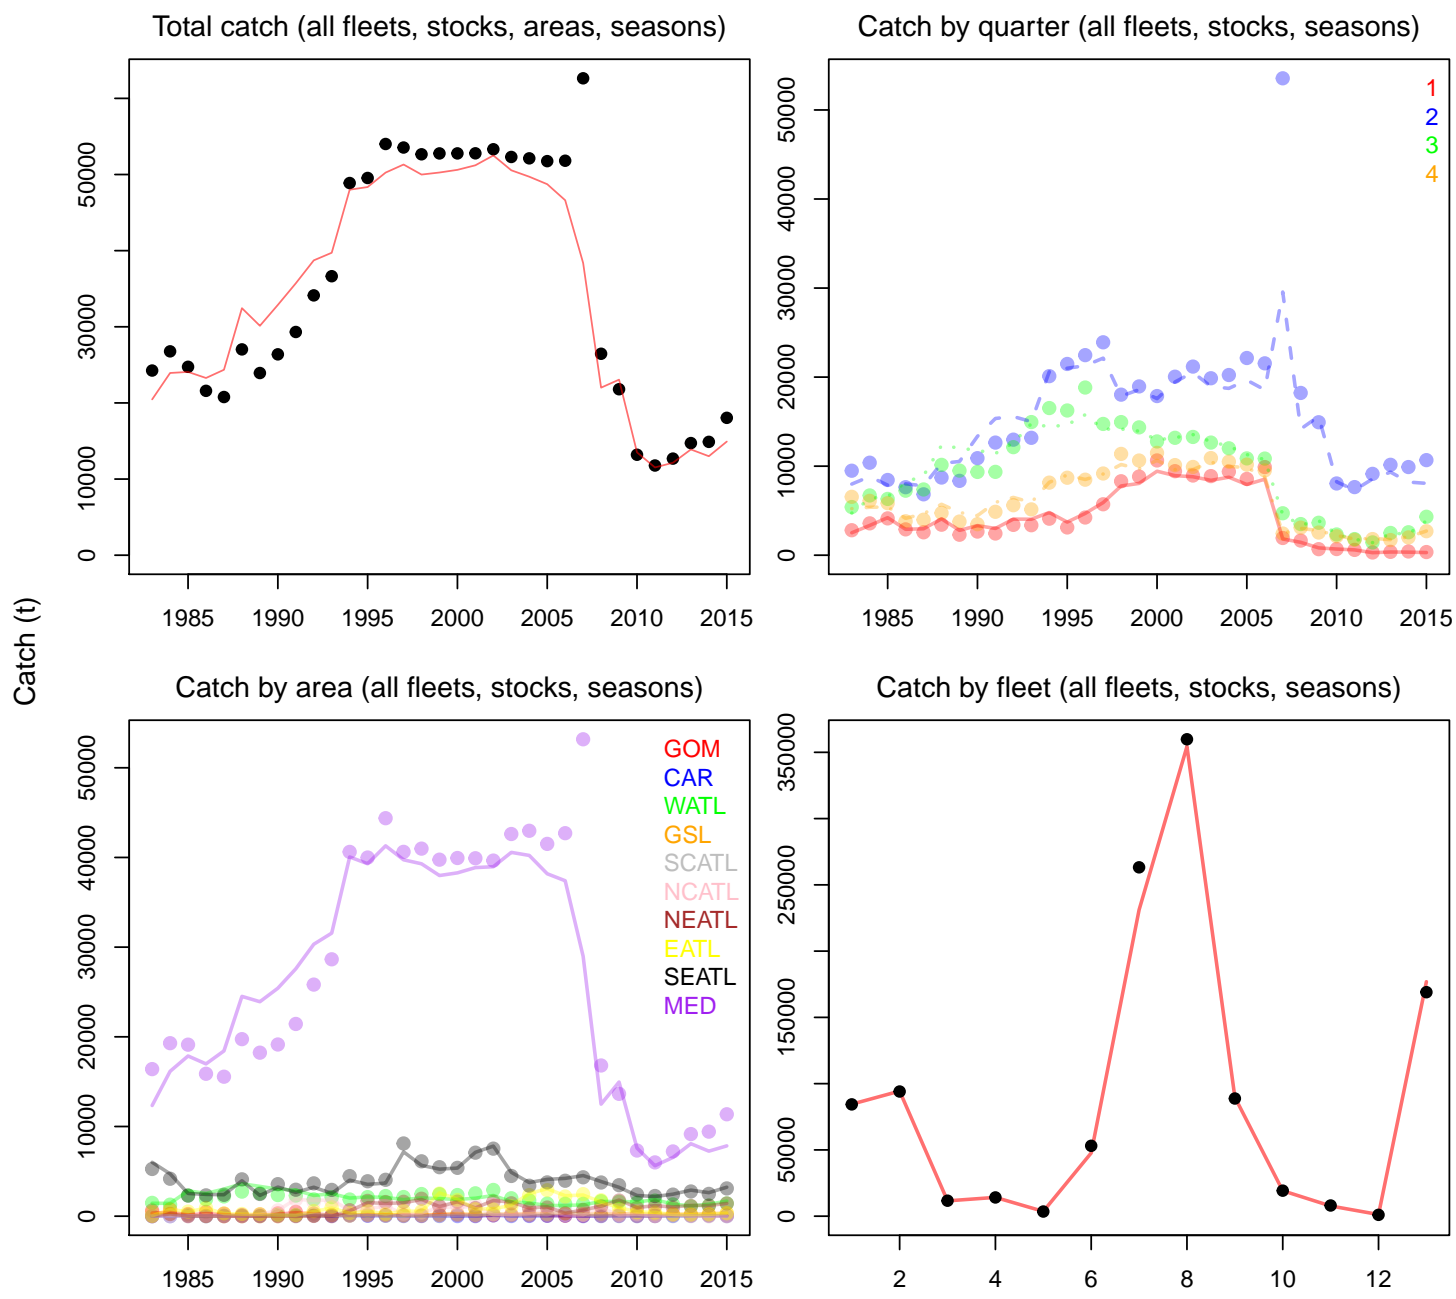 Total catch (all fleets, stocks, areas, seasons)
0
10000
30000
50000
1985 1990 1995 2000 2005 2010 2015
Catch by quarter (all fleets, stocks, seasons)
0
10000
20000
30000
40000
50000
1985 1990 1995 2000 2005 2010 2015
1
2
3
4
Catch (t)
Catch by area (all fleets, stocks, seasons)
0
10000
20000
30000
40000
50000
1985 1990 1995 2000 2005 2010 2015
GOM
CAR
WATL
GSL
SCATL
NCATL
NEATL
EATL
SEATL
MED
Catch by fleet (all fleets, stocks, seasons)
0
50000
150000
250000
350000
2 4 6 8 10 12